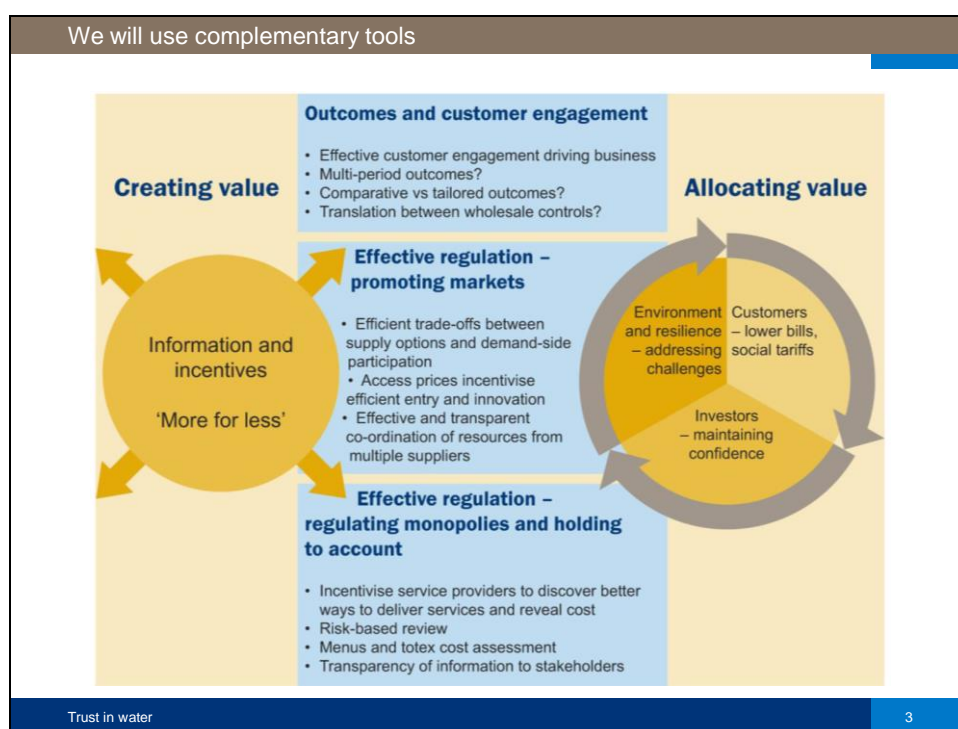 We will use complementary tools
Creating value
Information and
incentives
‘More for less’
Outcomes and customer engagement
• Effective customer engagement driving business
• Multi-period outcomes?
• Comparative vs tailored outcomes?
• Translation between wholesale controls?
Effective regulation –
promoting markets
• Efficient trade-offs between
supply options and demand-side
participation
• Access prices incentivise
efficient entry and innovation
• Effective and transparent
co-ordination of resources from
multiple suppliers
Effective regulation –
regulating monopolies and holding
to account
• Incentivise service providers to discover better
ways to deliver services and reveal cost
• Risk-based review
• Menus and totex cost assessment
• Transparency of information to stakeholders
Allocating value
Environment
and resilience
– addressing
challenges
Customers
– lower bills,
social tariffs
Investors
– maintaining
confidence
Trust in water
3